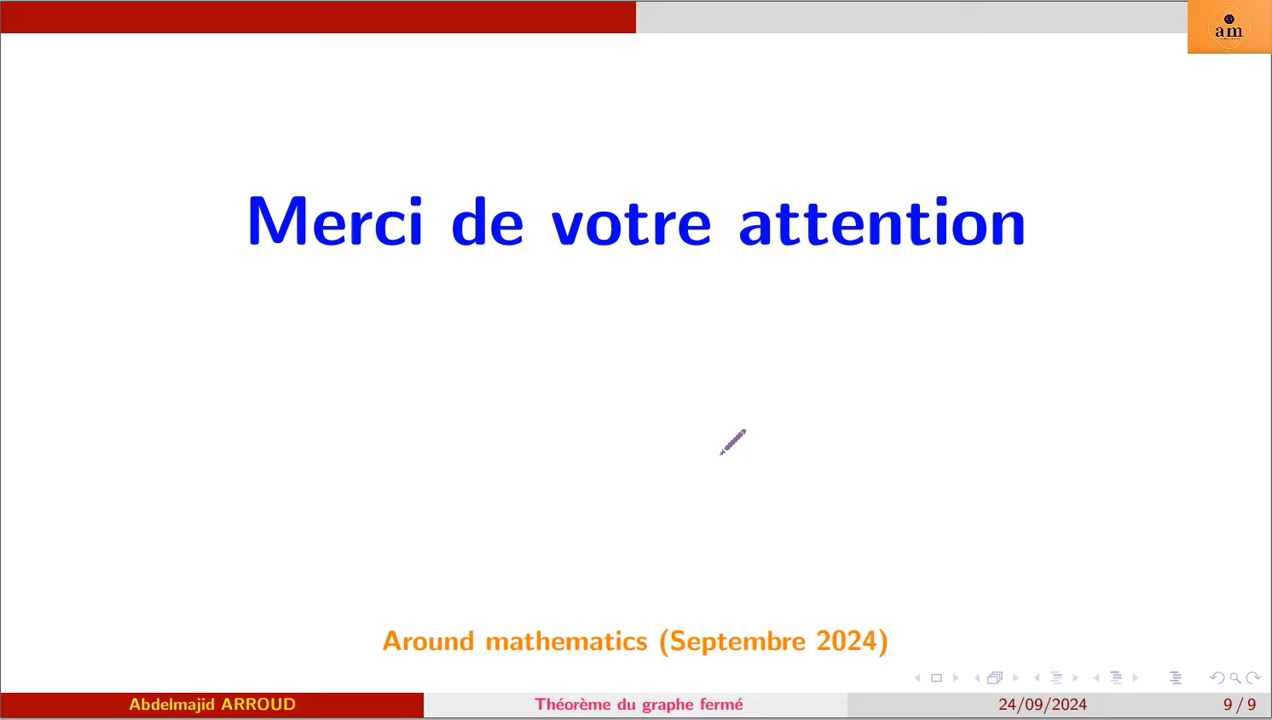 am
Merci de votre attention
Around mathematics (Septembre 2024)
Abdelmajid ARROUD Théorème du graphe fermé 24/09/2024 9 / 9